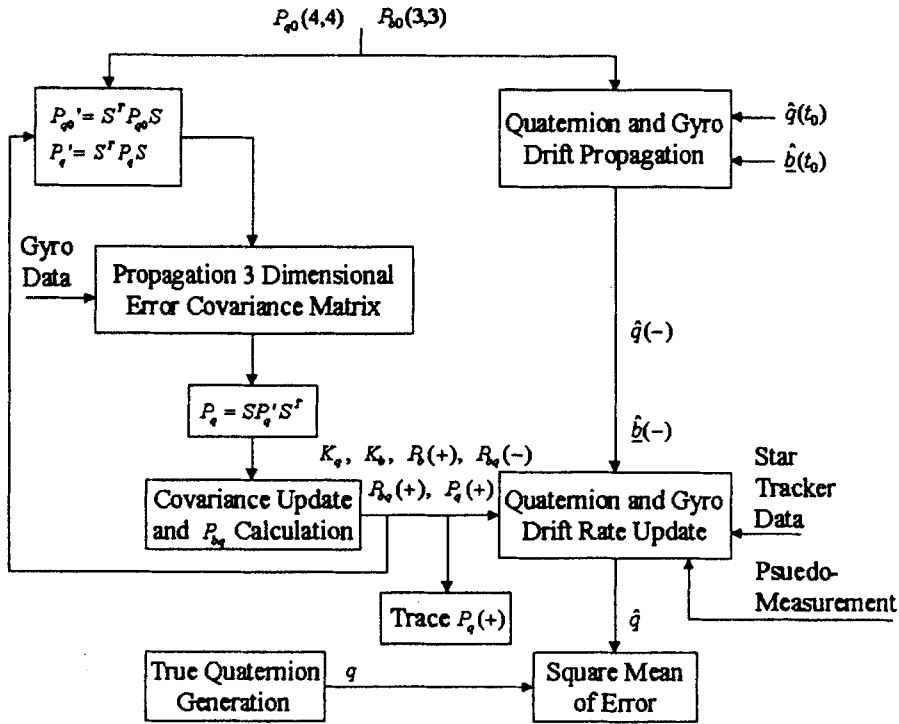 P_q0(4,4) P_b0(3,3)
P_q0' = S^T P_q0 S
P_q' = S^T P_q S
Quaternion and Gyro
Drift Propagation
q̂(t_0)
b̂(t_0)
Gyro
Data
Propagation 3 Dimensional
Error Covariance Matrix
q̂(-)
P_q = SP_q'S^T
b̂(-)
K_q, K_b, P_b(+), P_bq(-)
P_bq(+), P_q(+)
Covariance Update
and P_bq Calculation
Quaternion and Gyro
Drift Rate Update
Star
Tracker
Data
Psuedo-
Measurement
Trace P_q(+)
q̂
True Quaternion
Generation
q
Square Mean
of Error